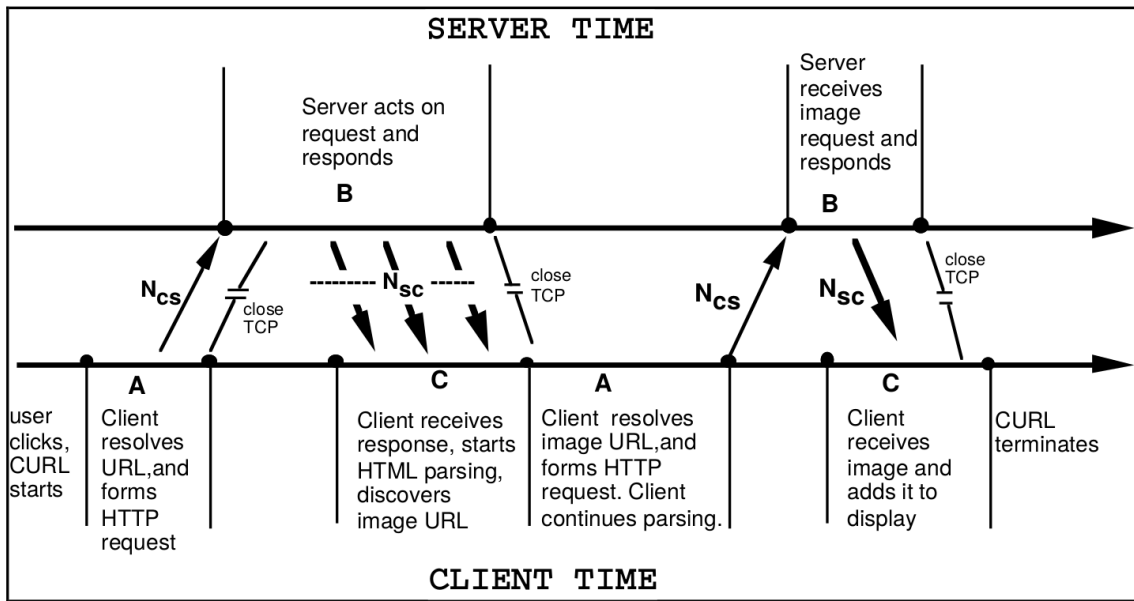 SERVER TIME
Server acts on
request and
responds
B
Server
receives
image
request and
responds
B
Ncs
close
TCP
Nsc
close
TCP
Ncs
Nsc
close
TCP
A
C
A
C
user
clicks,
CURL
starts
Client
resolves
URL,and
forms
HTTP
request
Client receives
response, starts
HTML parsing,
discovers
image URL
Client resolves
image URL,and
forms HTTP
request. Client
continues parsing.
Client
receives
image and
adds it to
display
CURL
terminates
CLIENT TIME